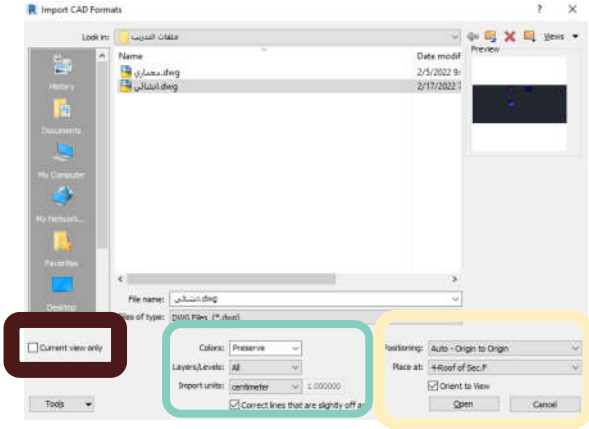 Import CAD Formats
Look in: ملفات التدريب
Views
Preview
Name
Date modif
معماري.dwg
2/5/2022 9:
انشائي.dwg
2/17/2022 7
History
Documents
My Computer
My Network...
Favorites
Desktop
File name: انشائي.dwg
Files of type: DWG Files (*.dwg)
Current view only
Colors: Preserve
Positioning: Auto - Origin to Origin
Layers/Levels: All
Place at: Roof of Sec.F
Import units: centimeter 1.000000
Orient to View
Correct lines that are slightly off a
Tools
Open
Cancel